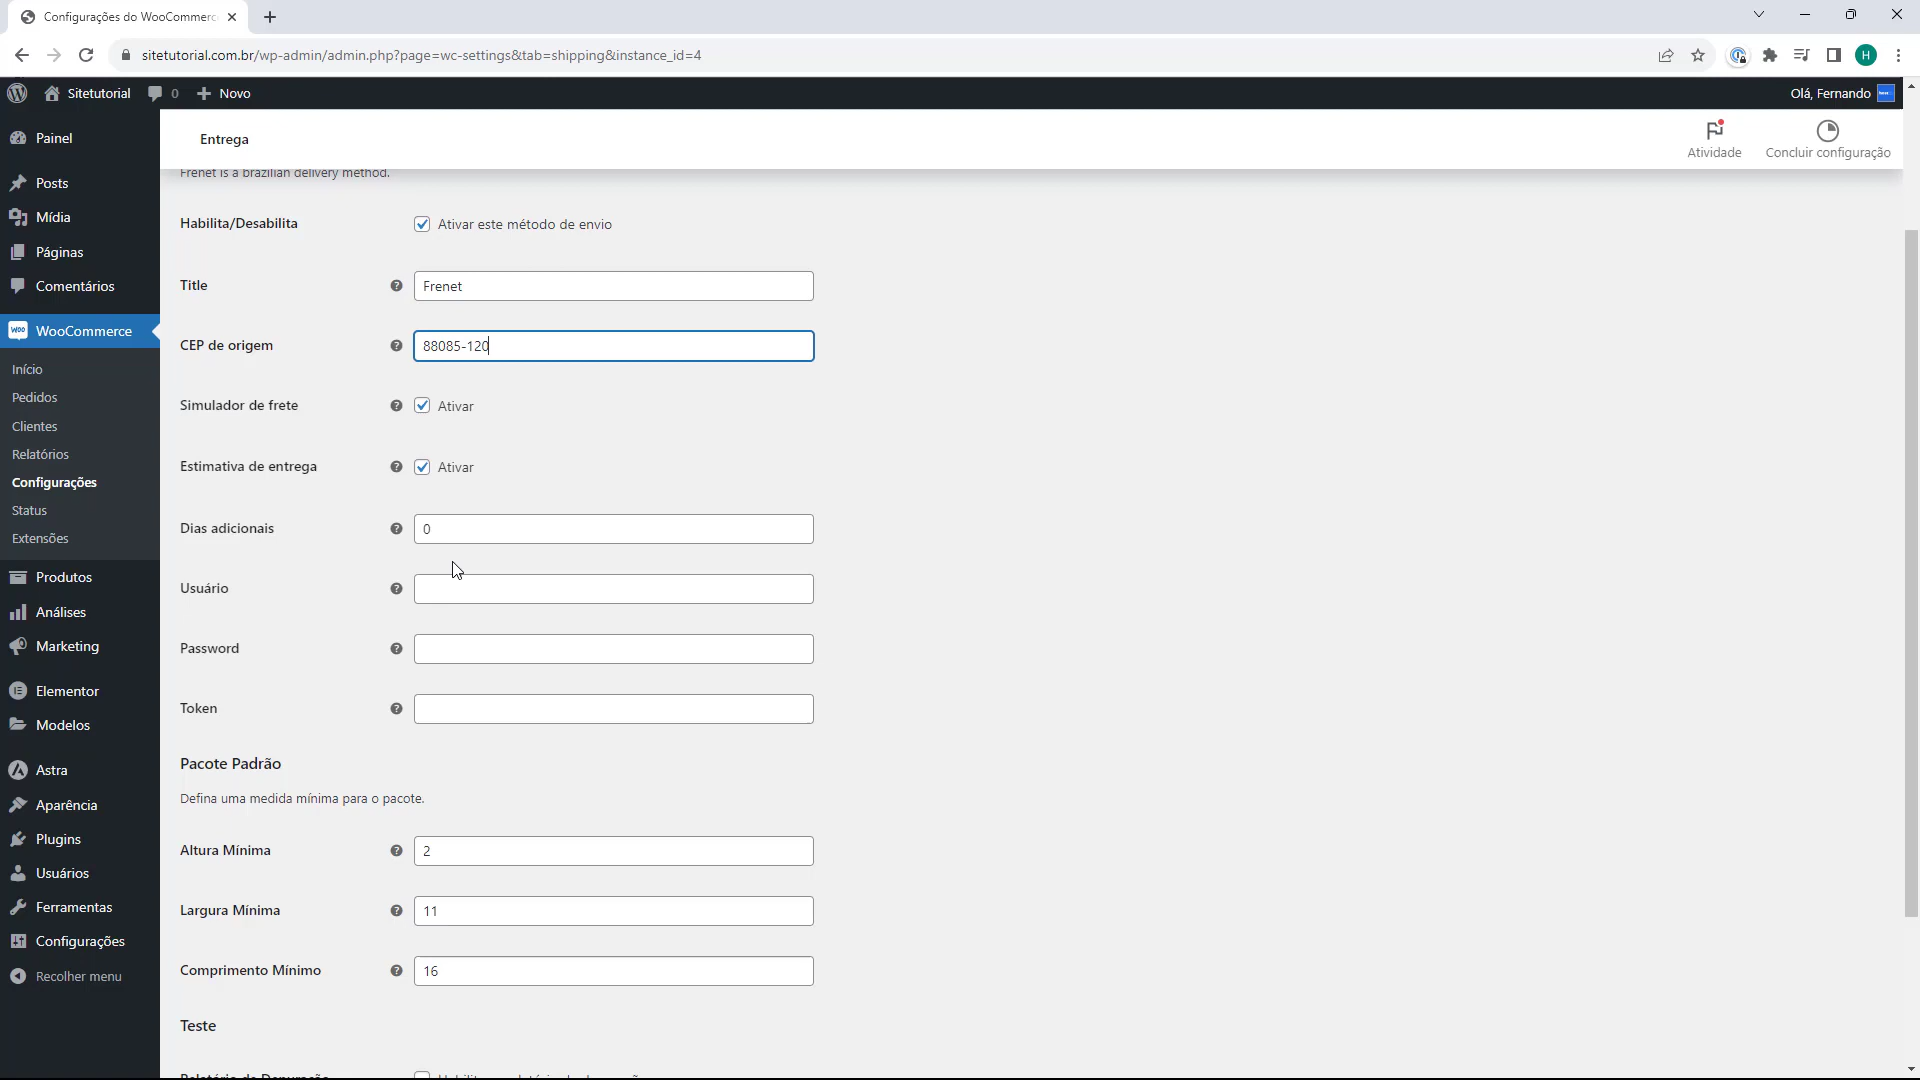 Configurações do WooCommerc
sitetutorial.com.br/wp-admin/admin.php?page=wc-settings&tab=shipping&instance_id=4
H
Sitetutorial
0
Novo
Olá, Fernando
Painel
Posts
Mídia
Páginas
Comentários
WooCommerce
Início
Pedidos
Clientes
Relatórios
Configurações
Status
Extensões
Produtos
Análises
Marketing
Elementor
Modelos
Astra
Aparência
Plugins
Usuários
Ferramentas
Configurações
Recolher menu
Entrega
Atividade
Concluir configuração
Frenet is a brazilian delivery method.
Habilita/Desabilita
Ativar este método de envio
Title
Frenet
CEP de origem
88085-120
Simulador de frete
Ativar
Estimativa de entrega
Ativar
Dias adicionais
0
Usuário
Password
Token
Pacote Padrão
Defina uma medida mínima para o pacote.
Altura Mínima
2
Largura Mínima
11
Comprimento Mínimo
16
Teste